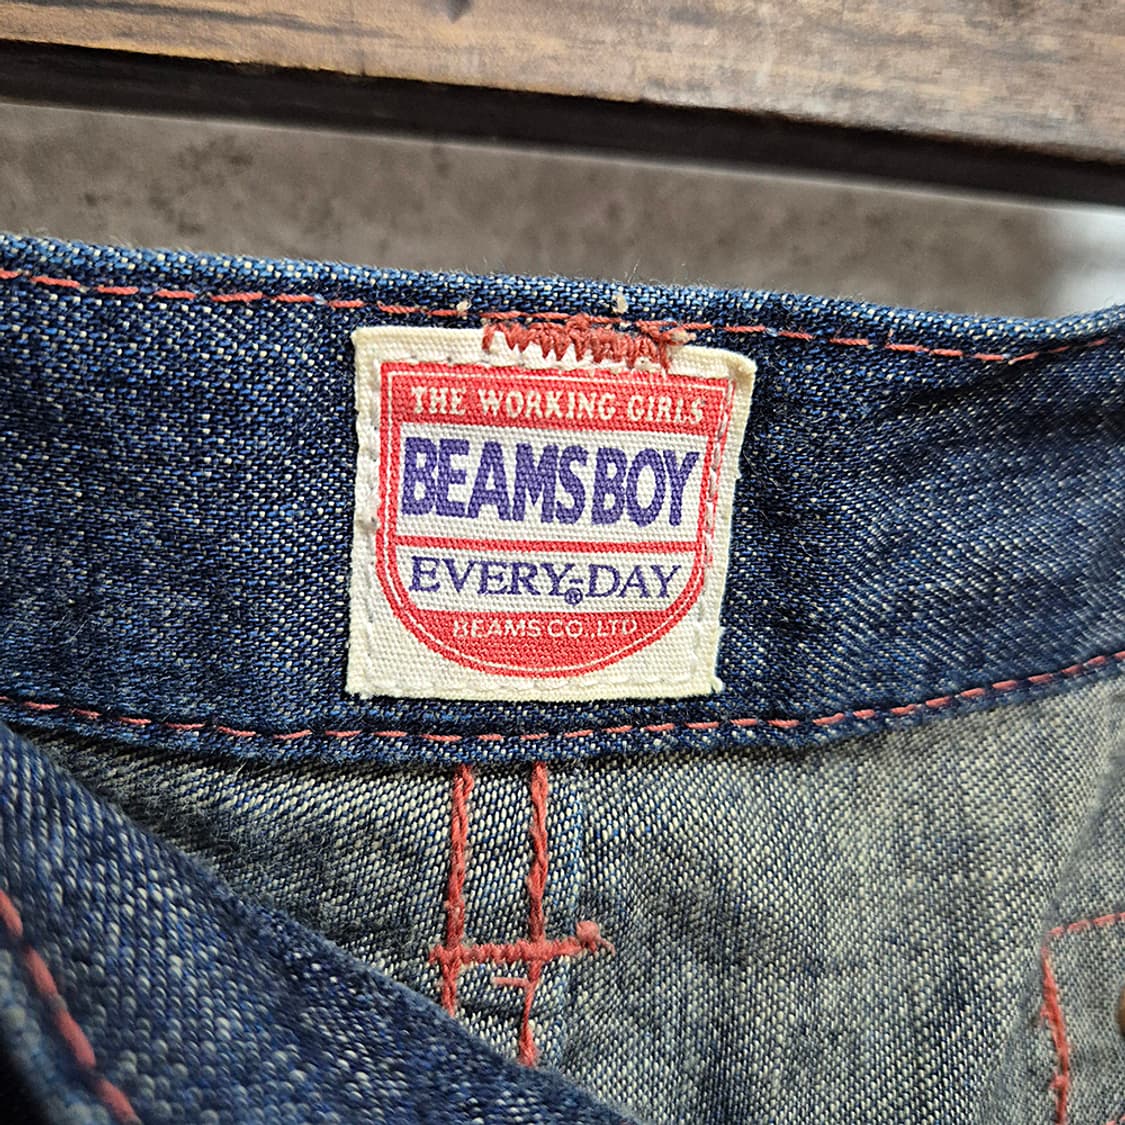 THE WORKING GIRLS
BEAMS BOY
EVERY-DAY®
BEAMS CO.,LTD